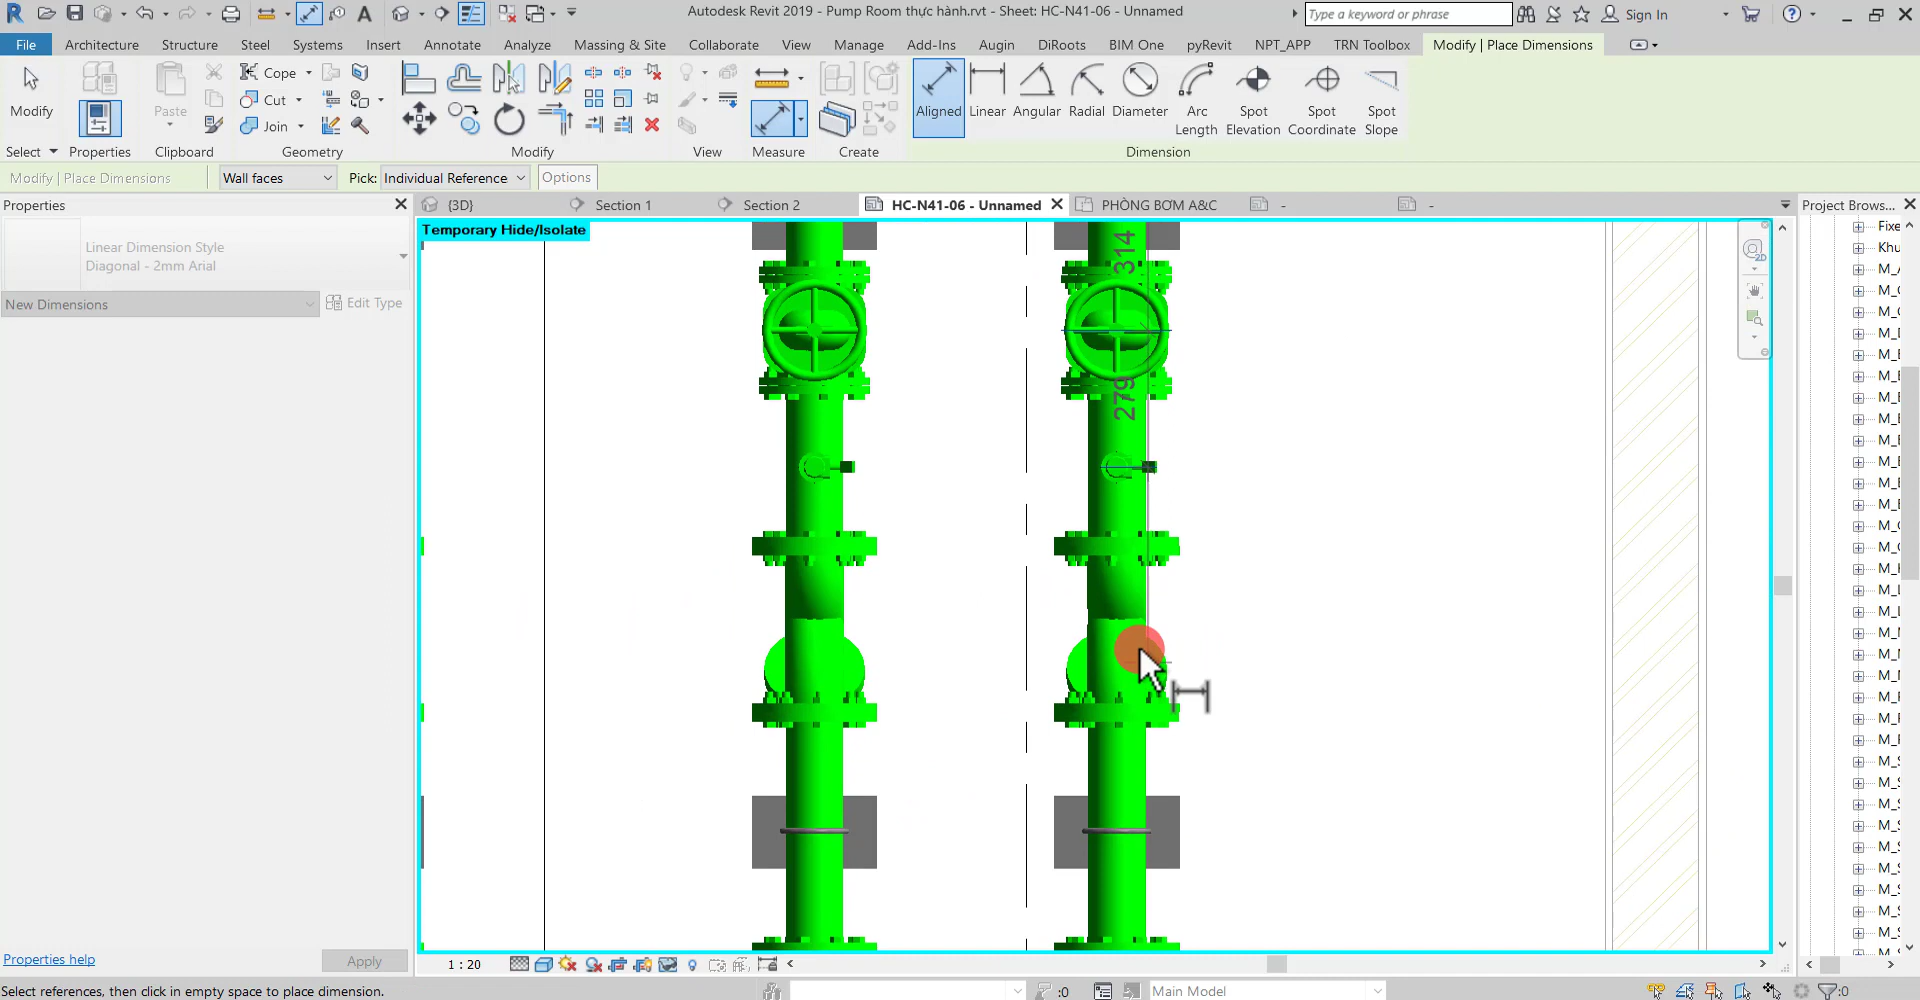 Autodesk Revit 2019 - Pump Room thực hành.rvt - Sheet: HC-N41-06 - Unnamed
Type a keyword or phrase
Sign In
File Architecture Structure Steel Systems Insert Annotate Analyze Massing & Site Collaborate View Manage Add-Ins Augin DiRoots BIM One pyRevit NPT_APP TRN Toolbox Modify | Place Dimensions
Modify
Paste
Cope
Cut
Join
Aligned Linear Angular Radial Diameter Arc Length Spot Elevation Spot Coordinate Spot Slope
Select Properties Clipboard Geometry Modify View Measure Create Dimension
Modify | Place Dimensions Wall faces Pick: Individual Reference Options
Properties
{3D} Section 1 Section 2 HC-N41-06 - Unnamed PHÒNG BƠM A&C - -
Project Brows...
Linear Dimension Style
Diagonal - 2mm Arial
New Dimensions Edit Type
Temporary Hide/Isolate
314
279
2D
Fixe
Khu
Properties help Apply
1 : 20
Select references, then click in empty space to place dimension.
:0 Main Model :0